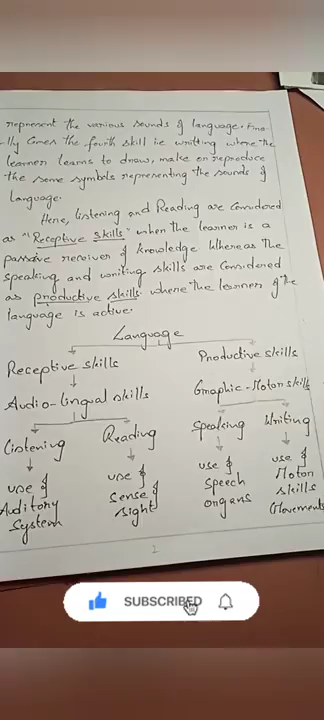 represent the various sounds of language. Fina
-lly comes the fourth skill i.e writting where the
learner learns to draw, make or reproduce
the same symbols representing the sounds of
language.
Here, Listening and Reading are Considered
as "Receptive skills" when the learner is a
passive receiver of knowledge Whereas the
speaking and writing skills are Considered
as productive skills where the learner of the
language is active.
Language
Receptive skills
Productive skills
Audio-lingual skills
Graphic-Motor skills
Listening
Reading
Speaking
Writing
use of
Auditory
System
use of
Sense of
sight
use of
Speech
organs
use of
Motor
Skills
Movements
2
SUBSCRIBED